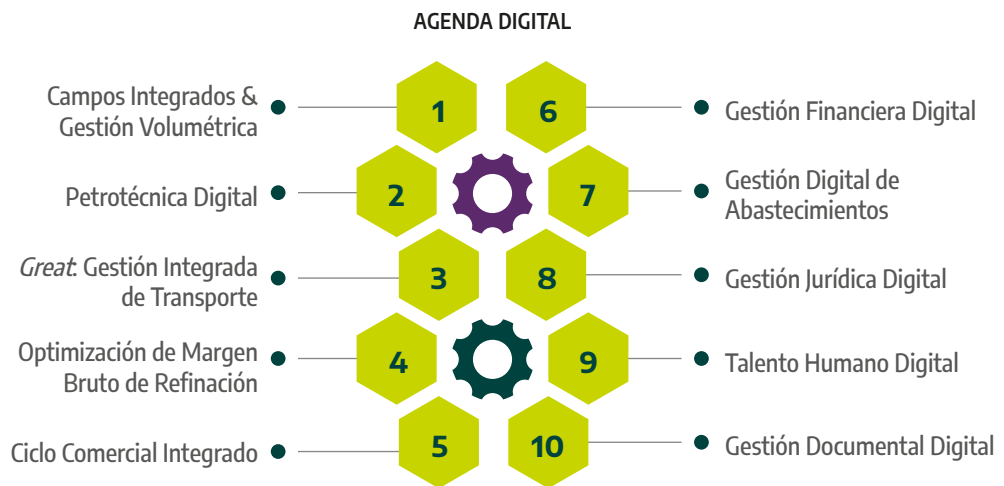 AGENDA DIGITAL
Campos Integrados &
Gestión Volumétrica
1
Petrotécnica Digital
2
Great: Gestión Integrada
de Transporte
3
Optimización de Margen
Bruto de Refinación
4
Ciclo Comercial Integrado
5
6
Gestión Financiera Digital
7
Gestión Digital de
Abastecimientos
8
Gestión Jurídica Digital
9
Talento Humano Digital
10
Gestión Documental Digital